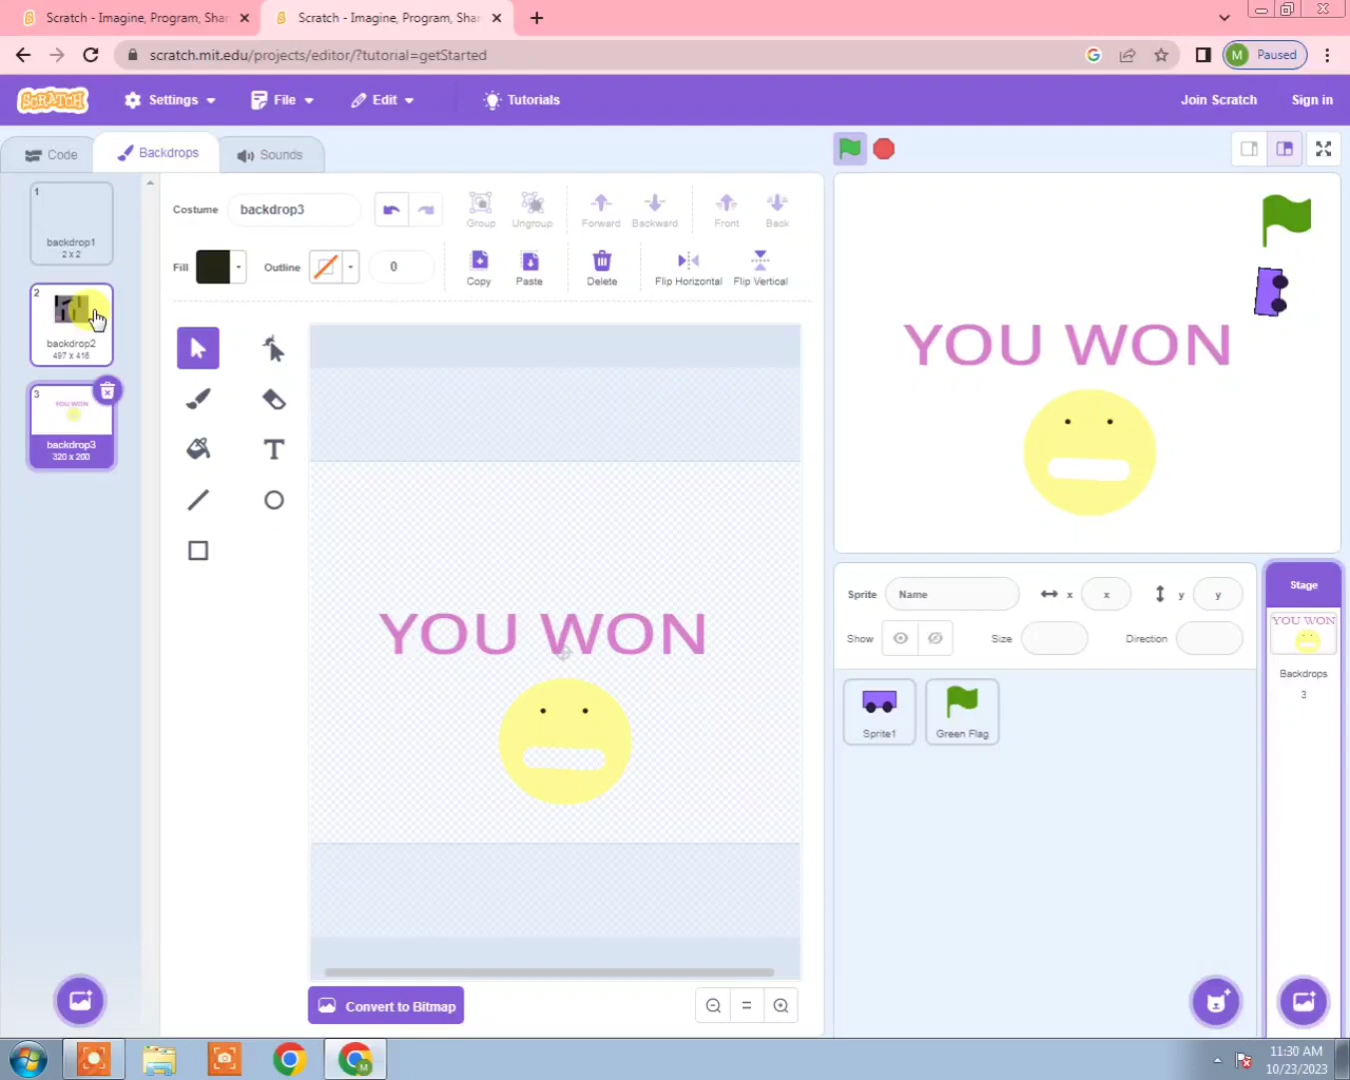 Scratch - Imagine, Program, Shar
Scratch - Imagine, Program, Shar
scratch.mit.edu/projects/editor/?tutorial=getStarted
M Paused
SCRATCH Settings File Edit Tutorials Join Scratch Sign in
Code Backdrops Sounds
Costume backdrop3 Group Ungroup Forward Backward Front Back
Fill Outline 0 Copy Paste Delete Flip Horizontal Flip Vertical
1
backdrop1
2 x 2
2
backdrop2
497 x 418
3
YOU WON
backdrop3
320 x 200
YOU WON
YOU WON
Convert to Bitmap
Sprite Name x x y y
Show Size Direction
Sprite1
Green Flag
Stage
YOU WON
Backdrops
3
M
11:30 AM
10/23/2023